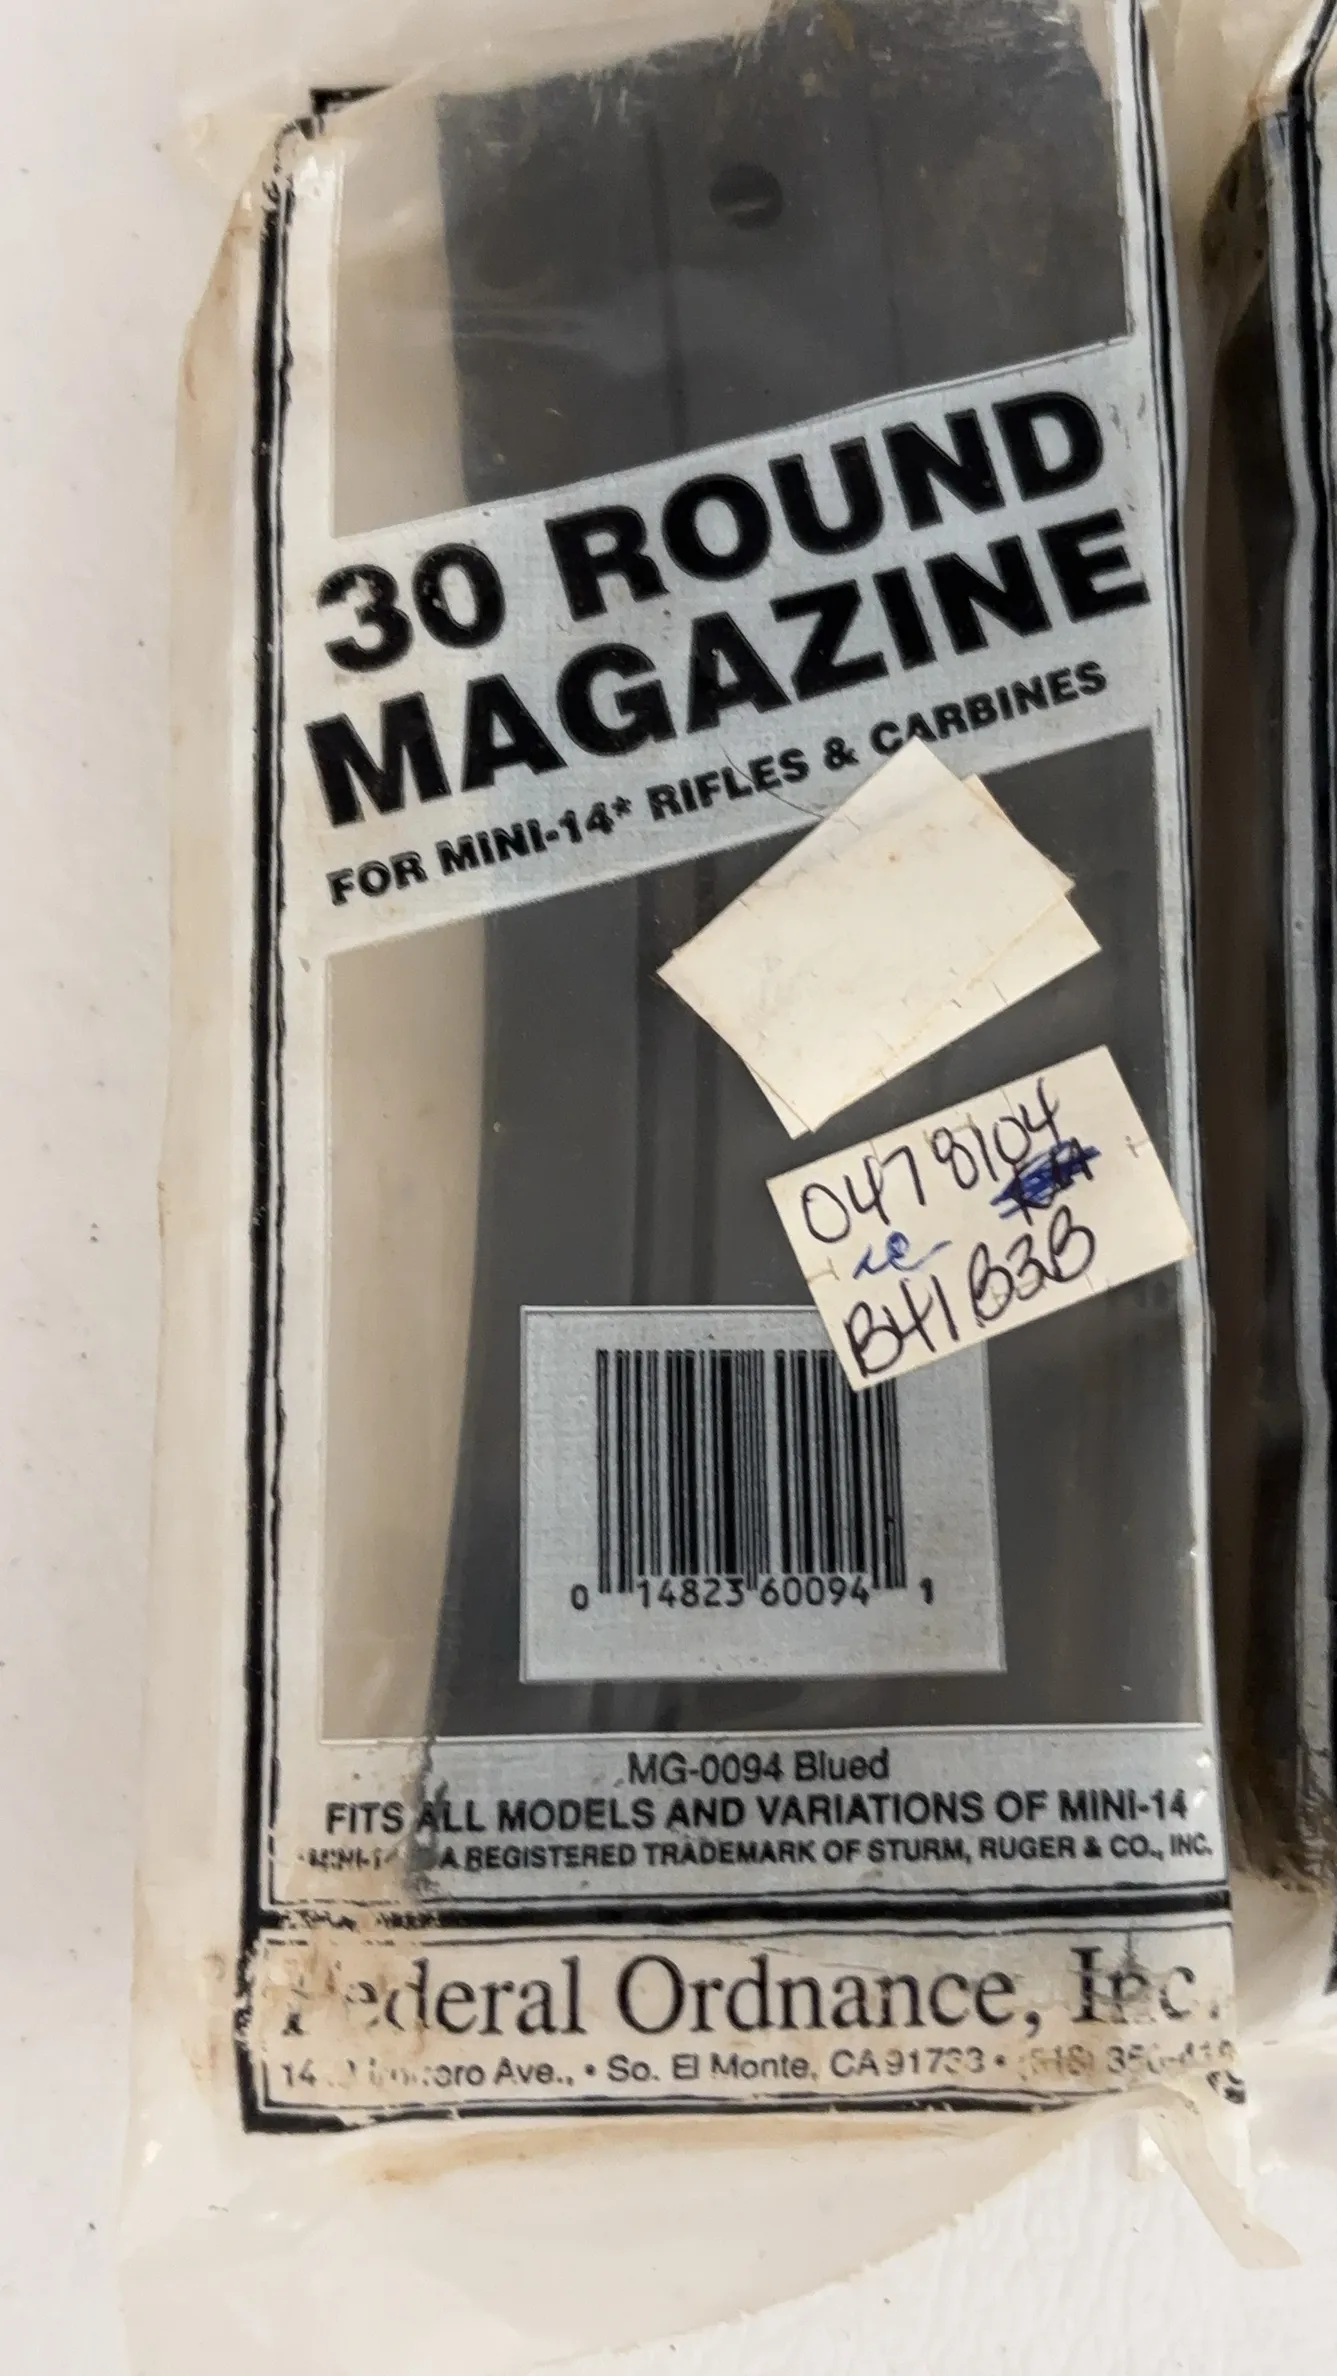 30 ROUND
MAGAZINE
FOR MINI-14* RIFLES & CARBINES
0478104
B41B3B
0 14823 60094 1
MG-0094 Blued
FITS ALL MODELS AND VARIATIONS OF MINI-14
A REGISTERED TRADEMARK OF STURM, RUGER & CO., INC.
Federal Ordnance, Inc.
Ave., • So. El Monte, CA 91733 •